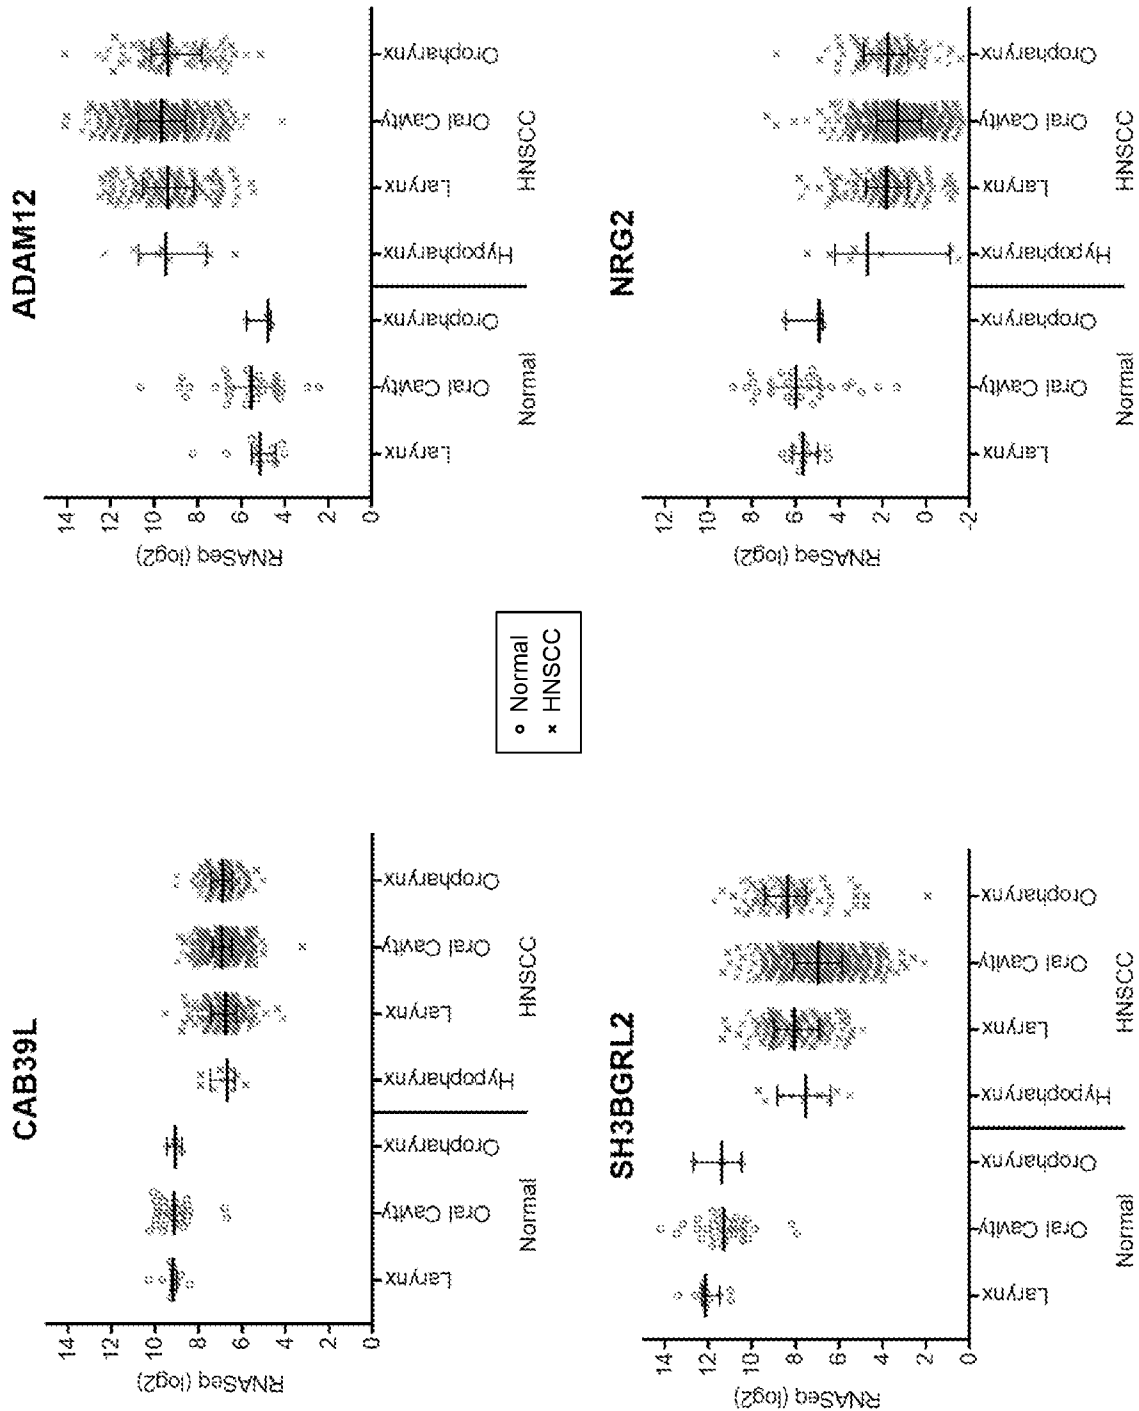 CAB39L
RNASeq (log2)
14
12
10
8
6
4
2
0
Larynx
Oral Cavity
Oropharynx
Hypopharynx
Larynx
Oral Cavity
Oropharynx
Normal
HNSCC
ADAM12
RNASeq (log2)
14
12
10
8
6
4
2
0
Larynx
Oral Cavity
Oropharynx
Hypopharynx
Larynx
Oral Cavity
Oropharynx
Normal
HNSCC
Normal
HNSCC
SH3BGRL2
RNASeq (log2)
14
12
10
8
6
4
2
0
Larynx
Oral Cavity
Oropharynx
Hypopharynx
Larynx
Oral Cavity
Oropharynx
Normal
HNSCC
NRG2
RNASeq (log2)
12
10
8
6
4
2
0
-2
Larynx
Oral Cavity
Oropharynx
Hypopharynx
Larynx
Oral Cavity
Oropharynx
Normal
HNSCC